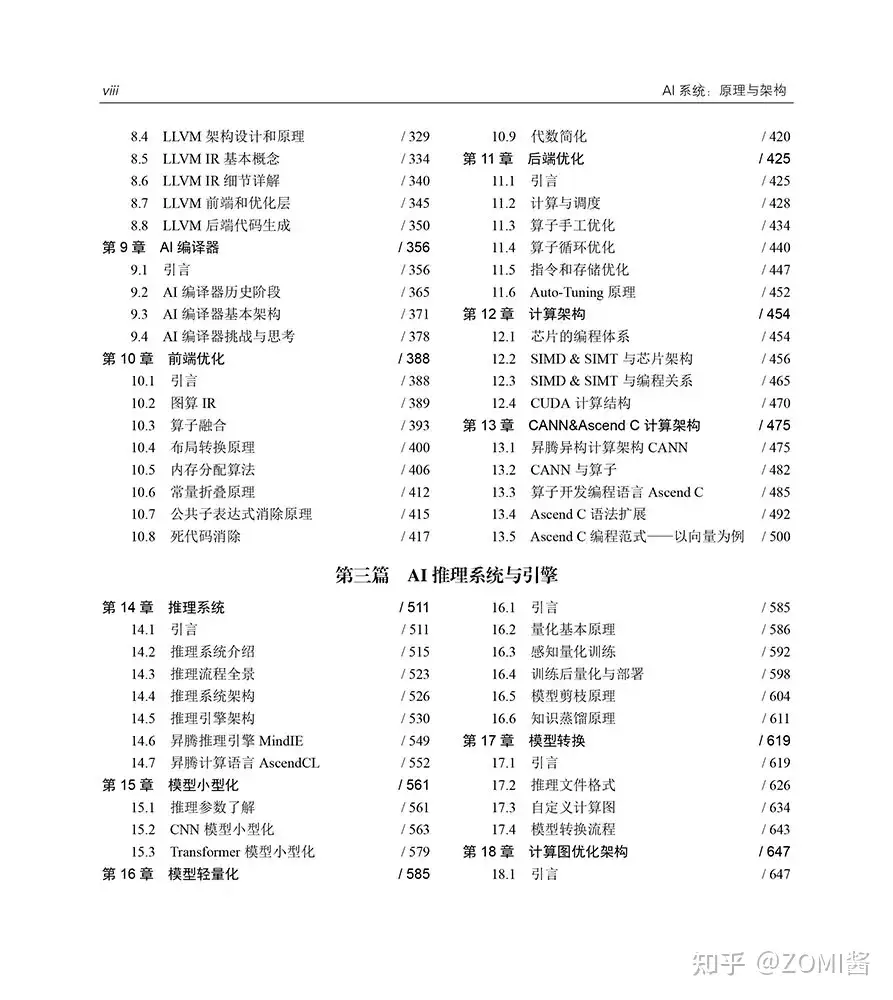 viii
AI 系统：原理与架构
8.4 LLVM 架构设计和原理 / 329
8.5 LLVM IR 基本概念 / 334
8.6 LLVM IR 细节详解 / 340
8.7 LLVM 前端和优化层 / 345
8.8 LLVM 后端代码生成 / 350
第 9 章 AI 编译器 / 356
9.1 引言 / 356
9.2 AI 编译器历史阶段 / 365
9.3 AI 编译器基本架构 / 371
9.4 AI 编译器挑战与思考 / 378
第 10 章 前端优化 / 388
10.1 引言 / 388
10.2 图算 IR / 389
10.3 算子融合 / 393
10.4 布局转换原理 / 400
10.5 内存分配算法 / 406
10.6 常量折叠原理 / 412
10.7 公共子表达式消除原理 / 415
10.8 死代码消除 / 417
10.9 代数简化 / 420
第 11 章 后端优化 / 425
11.1 引言 / 425
11.2 计算与调度 / 428
11.3 算子手工优化 / 434
11.4 算子循环优化 / 440
11.5 指令和存储优化 / 447
11.6 Auto-Tuning 原理 / 452
第 12 章 计算架构 / 454
12.1 芯片的编程体系 / 454
12.2 SIMD & SIMT 与芯片架构 / 456
12.3 SIMD & SIMT 与编程关系 / 465
12.4 CUDA 计算结构 / 470
第 13 章 CANN&Ascend C 计算架构 / 475
13.1 昇腾异构计算架构 CANN / 475
13.2 CANN 与算子 / 482
13.3 算子开发编程语言 Ascend C / 485
13.4 Ascend C 语法扩展 / 492
13.5 Ascend C 编程范式——以向量为例 / 500
第三篇 AI 推理系统与引擎
第 14 章 推理系统 / 511
14.1 引言 / 511
14.2 推理系统介绍 / 515
14.3 推理流程全景 / 523
14.4 推理系统架构 / 526
14.5 推理引擎架构 / 530
14.6 昇腾推理引擎 MindIE / 549
14.7 昇腾计算语言 AscendCL / 552
第 15 章 模型小型化 / 561
15.1 推理参数了解 / 561
15.2 CNN 模型小型化 / 563
15.3 Transformer 模型小型化 / 579
第 16 章 模型轻量化 / 585
16.1 引言 / 585
16.2 量化基本原理 / 586
16.3 感知量化训练 / 592
16.4 训练后量化与部署 / 598
16.5 模型剪枝原理 / 604
16.6 知识蒸馏原理 / 611
第 17 章 模型转换 / 619
17.1 引言 / 619
17.2 推理文件格式 / 626
17.3 自定义计算图 / 634
17.4 模型转换流程 / 643
第 18 章 计算图优化架构 / 647
18.1 引言 / 647
知乎 @ZOMI酱